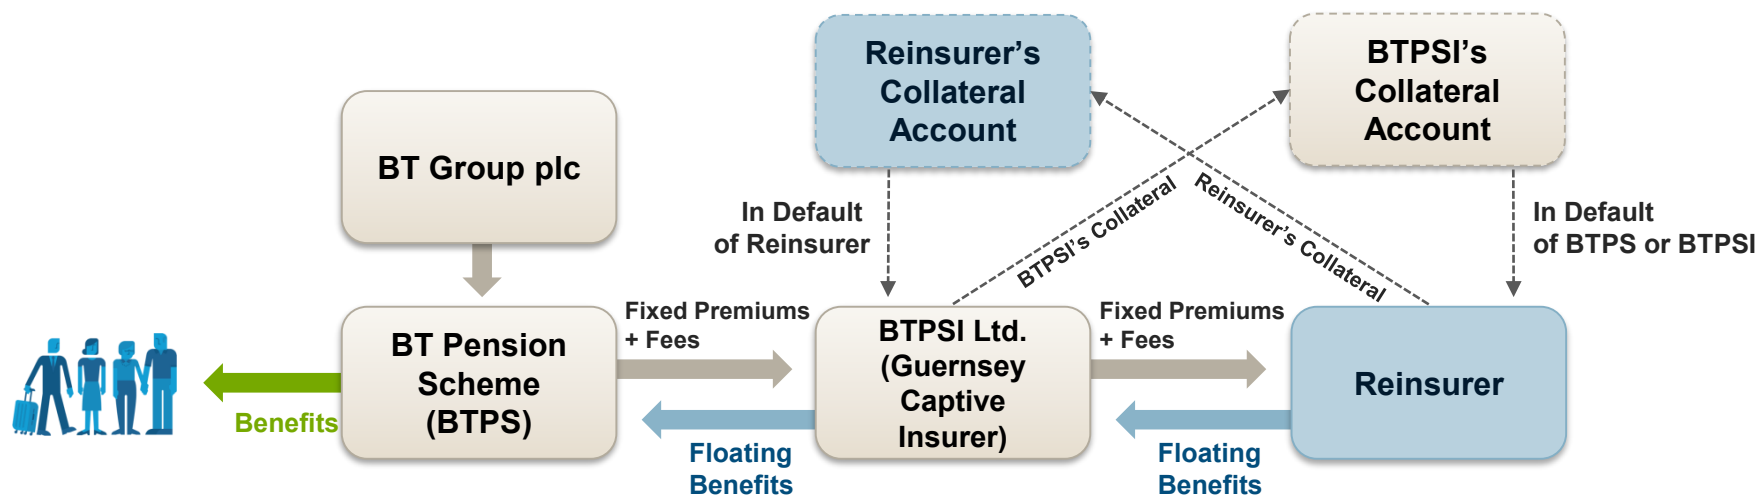 Reinsurer's
Collateral
Account
BTPSI's
Collateral
Account
BT Group plc
In Default
of Reinsurer
BTPSI's Collateral
Reinsurer's Collateral
In Default
of BTPS or BTPSI
Benefits
BT Pension
Scheme
(BTPS)
Fixed Premiums
+ Fees
Floating
Benefits
BTPSI Ltd.
(Guernsey
Captive
Insurer)
Fixed Premiums
+ Fees
Floating
Benefits
Reinsurer